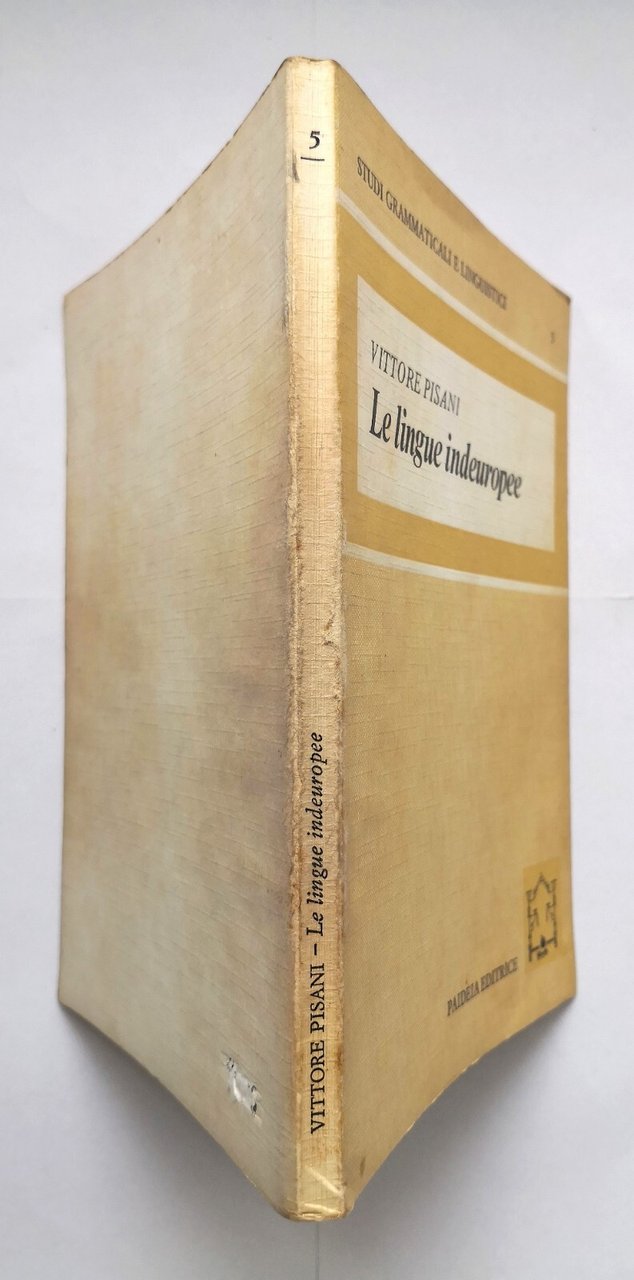 5
VITTORE PISANI – Le lingue indeuropee
STUDI GRAMMATICALI E LINGUISTICI
5
VITTORE PISANI
Le lingue indeuropee
PAIDEIA EDITRICE